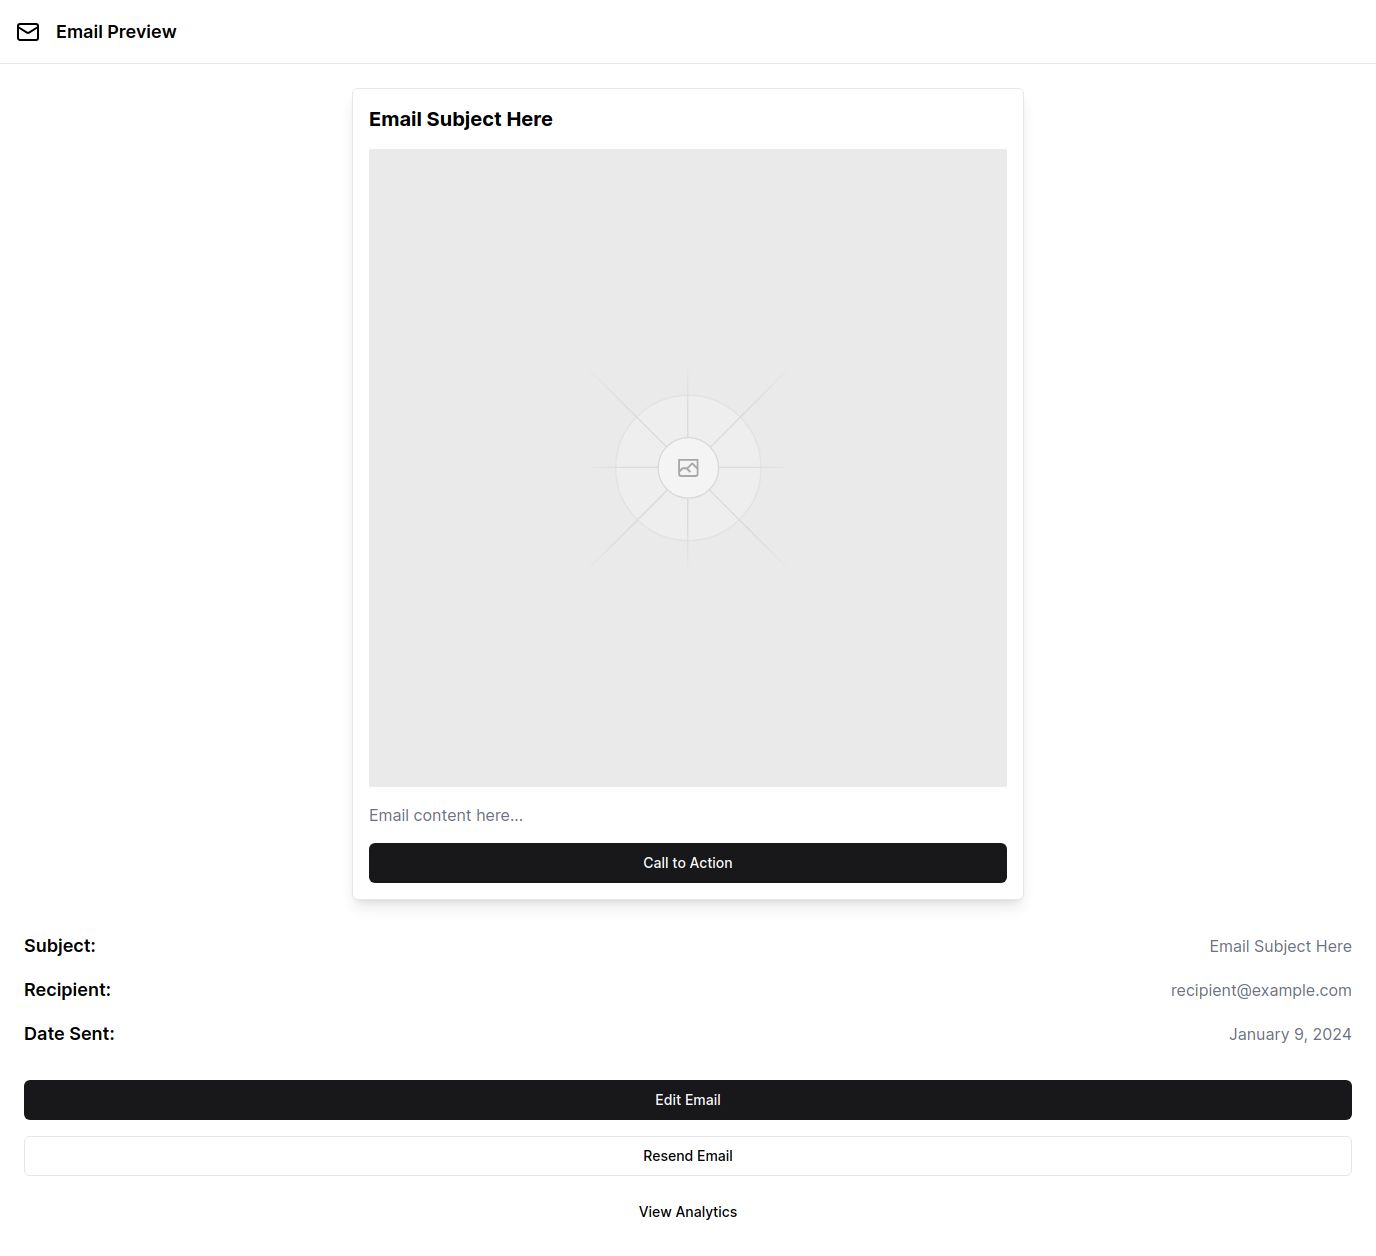 Email Preview
Email Subject Here
Email content here...
Call to Action
Subject: Email Subject Here
Recipient: recipient@example.com
Date Sent: January 9, 2024
Edit Email
Resend Email
View Analytics